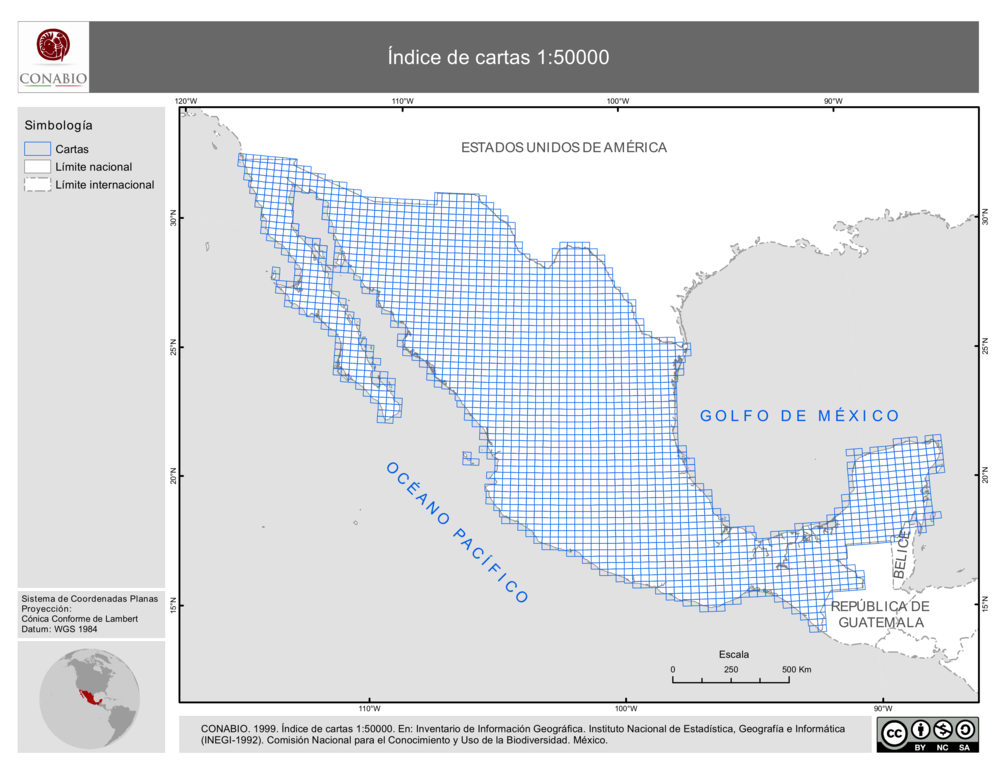 CONABIO
Índice de cartas 1:50000
Simbología
Cartas
Límite nacional
Límite internacional
120°W
110°W
100°W
90°W
30°N
25°N
20°N
15°N
30°N
25°N
20°N
15°N
110°W
100°W
90°W
ESTADOS UNIDOS DE AMÉRICA
GOLFO DE MÉXICO
OCÉANO PACÍFICO
BELICE
REPÚBLICA DE
GUATEMALA
Escala
0 250 500 Km
Sistema de Coordenadas Planas
Proyección:
Cónica Conforme de Lambert
Datum: WGS 1984
CONABIO. 1999. Índice de cartas 1:50000. En: Inventario de Información Geográfica. Instituto Nacional de Estadística, Geografía e Informática
(INEGI-1992). Comisión Nacional para el Conocimiento y Uso de la Biodiversidad. México.
cc
BY NC SA